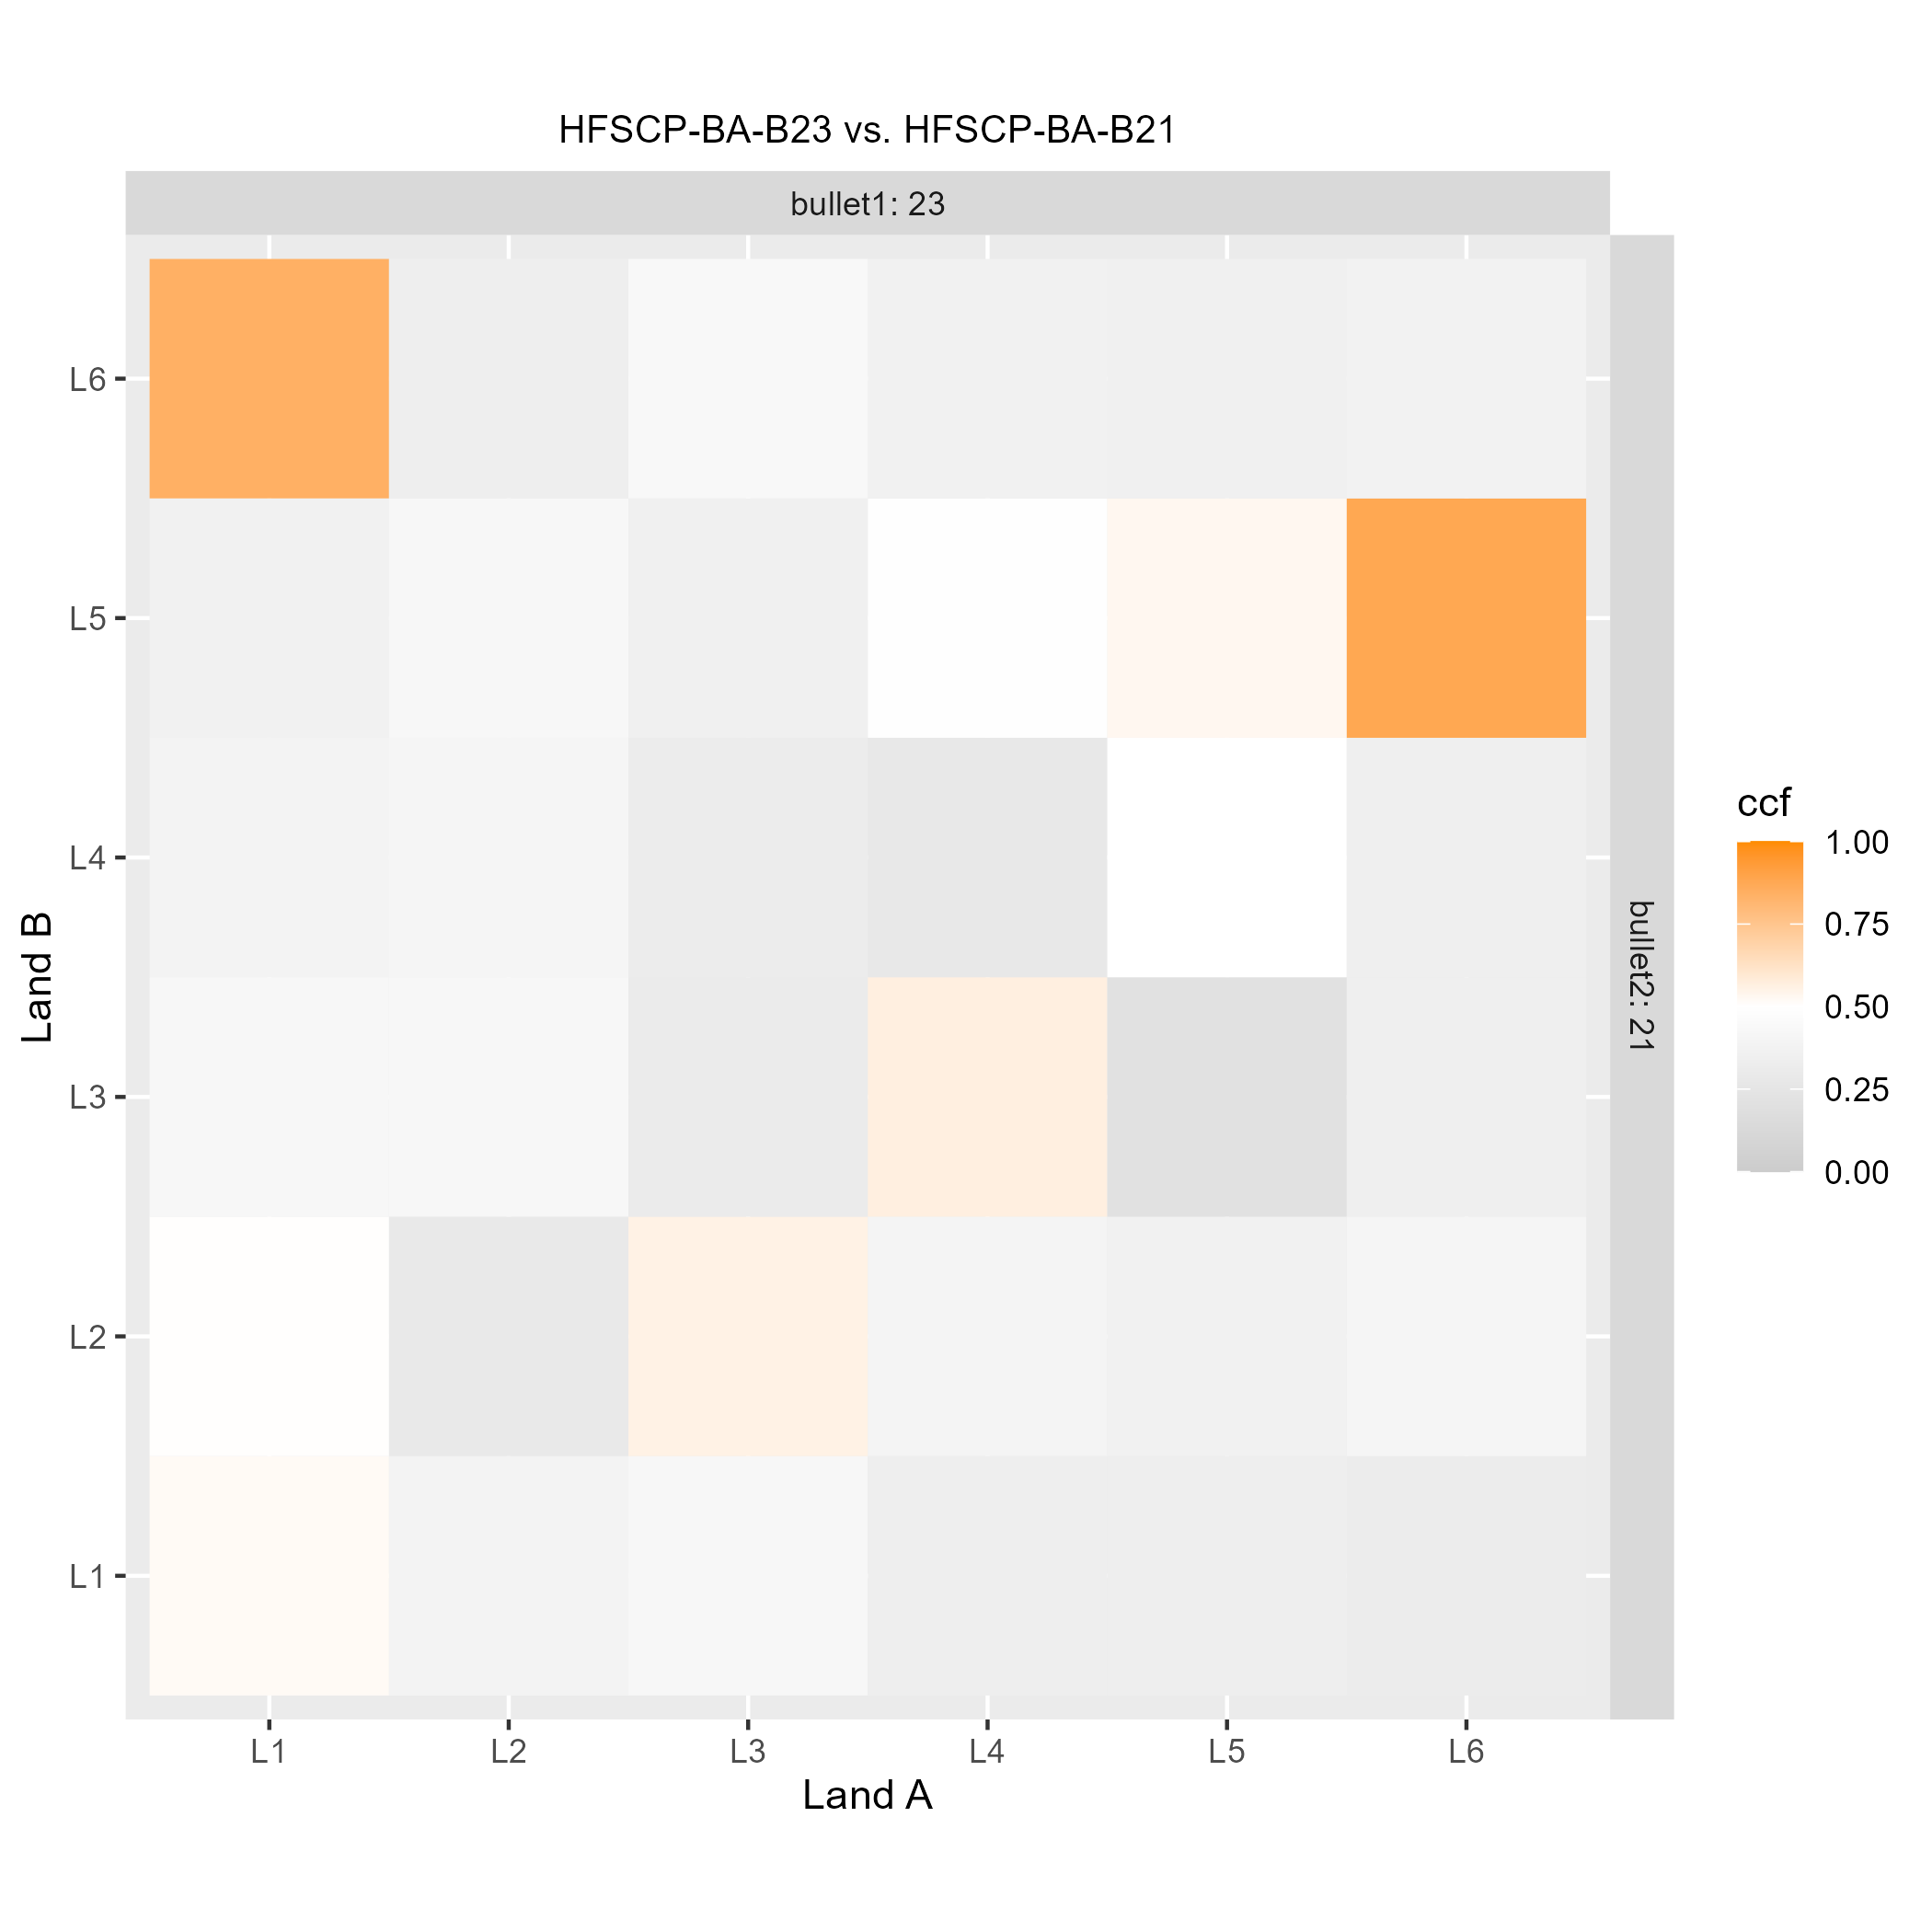 HFSCP-BA-B23 vs. HFSCP-BA-B21
bullet1: 23
L6
L5
L4
L3
L2
L1
Land B
bullet2: 21
L1
L2
L3
L4
L5
L6
Land A
ccf
1.00
0.75
0.50
0.25
0.00